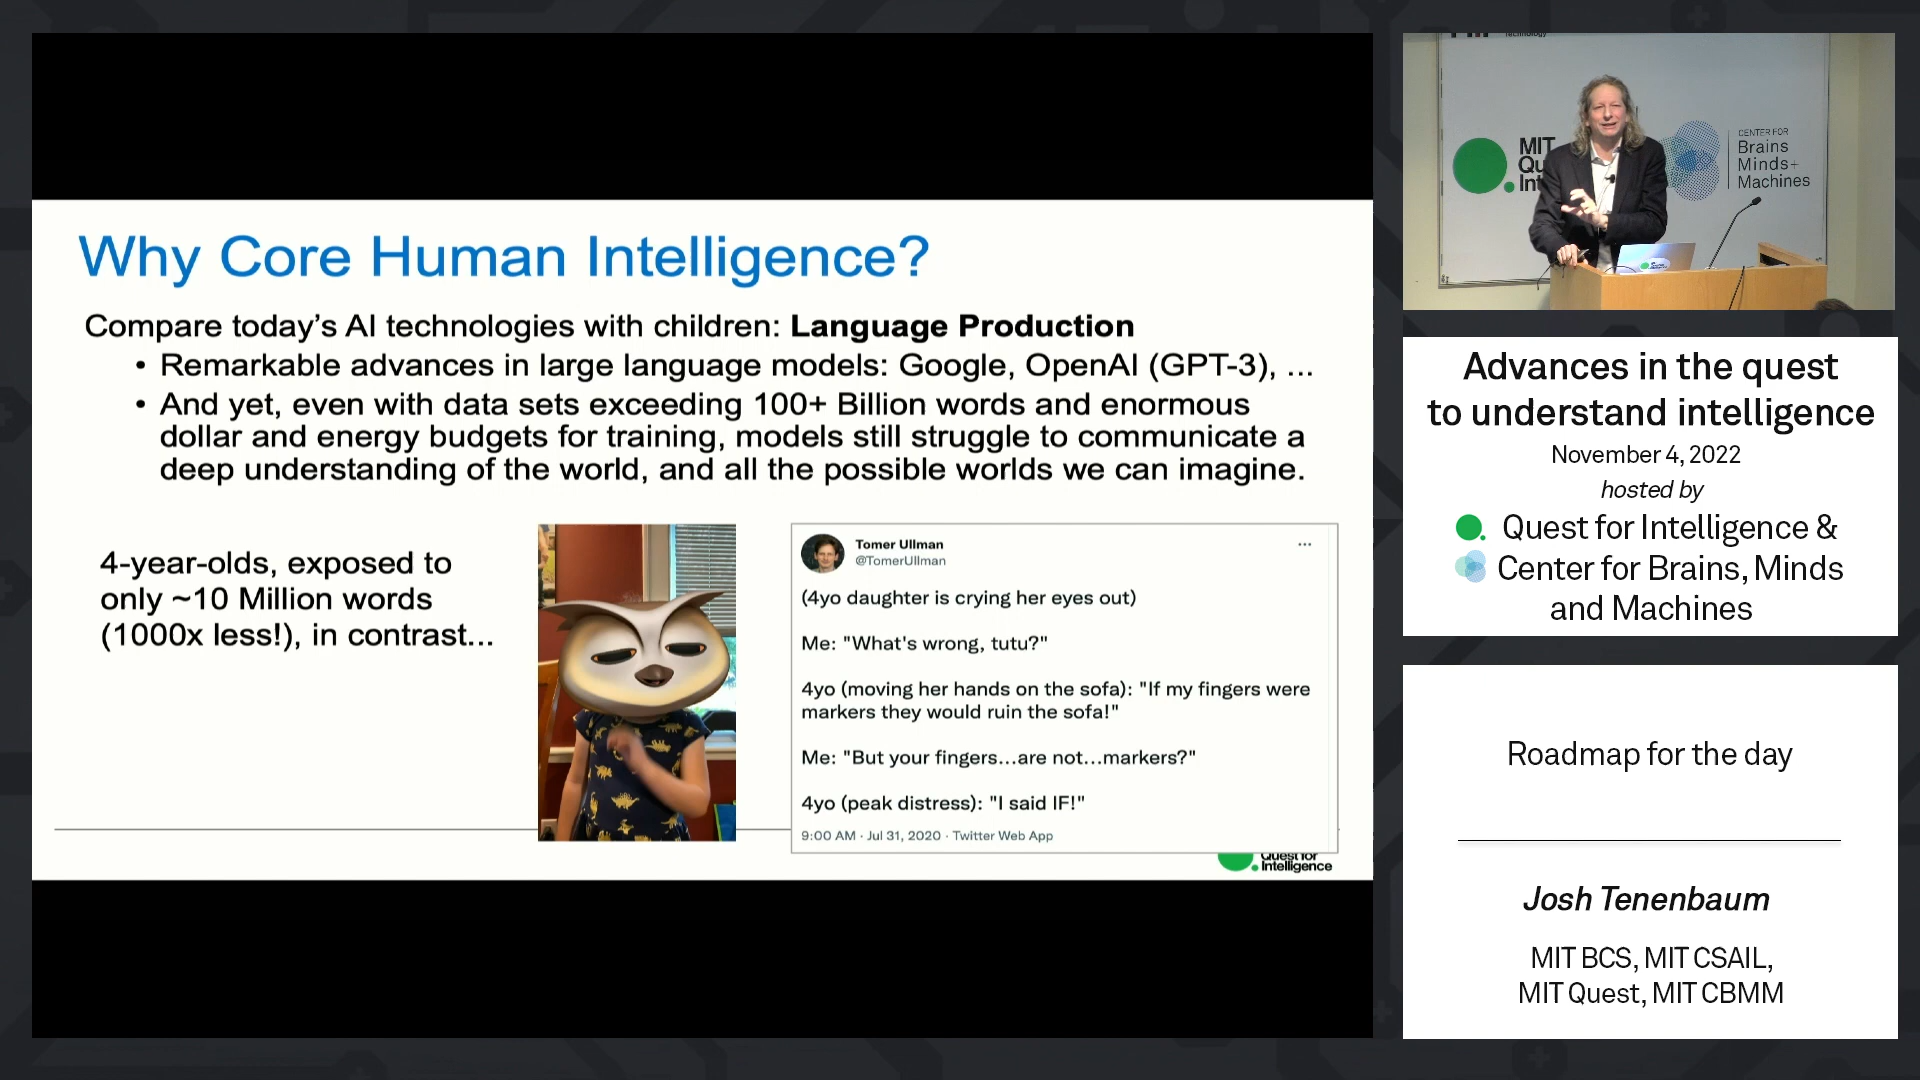 Why Core Human Intelligence?
Compare today's AI technologies with children: Language Production
• Remarkable advances in large language models: Google, OpenAI (GPT-3), ...
• And yet, even with data sets exceeding 100+ Billion words and enormous
dollar and energy budgets for training, models still struggle to communicate a
deep understanding of the world, and all the possible worlds we can imagine.
4-year-olds, exposed to
only ~10 Million words
(1000x less!), in contrast...
Tomer Ullman
@TomerUllman
(4yo daughter is crying her eyes out)
Me: "What's wrong, tutu?"
4yo (moving her hands on the sofa): "If my fingers were
markers they would ruin the sofa!"
Me: "But your fingers...are not...markers?"
4yo (peak distress): "I said IF!"
9:00 AM · Jul 31, 2020 · Twitter Web App
Quest for
Intelligence
MIT
Qu
Int
CENTER FOR
Brains
Minds+
Machines
Advances in the quest
to understand intelligence
November 4, 2022
hosted by
Quest for Intelligence &
Center for Brains, Minds
and Machines
Roadmap for the day
Josh Tenenbaum
MIT BCS, MIT CSAIL,
MIT Quest, MIT CBMM